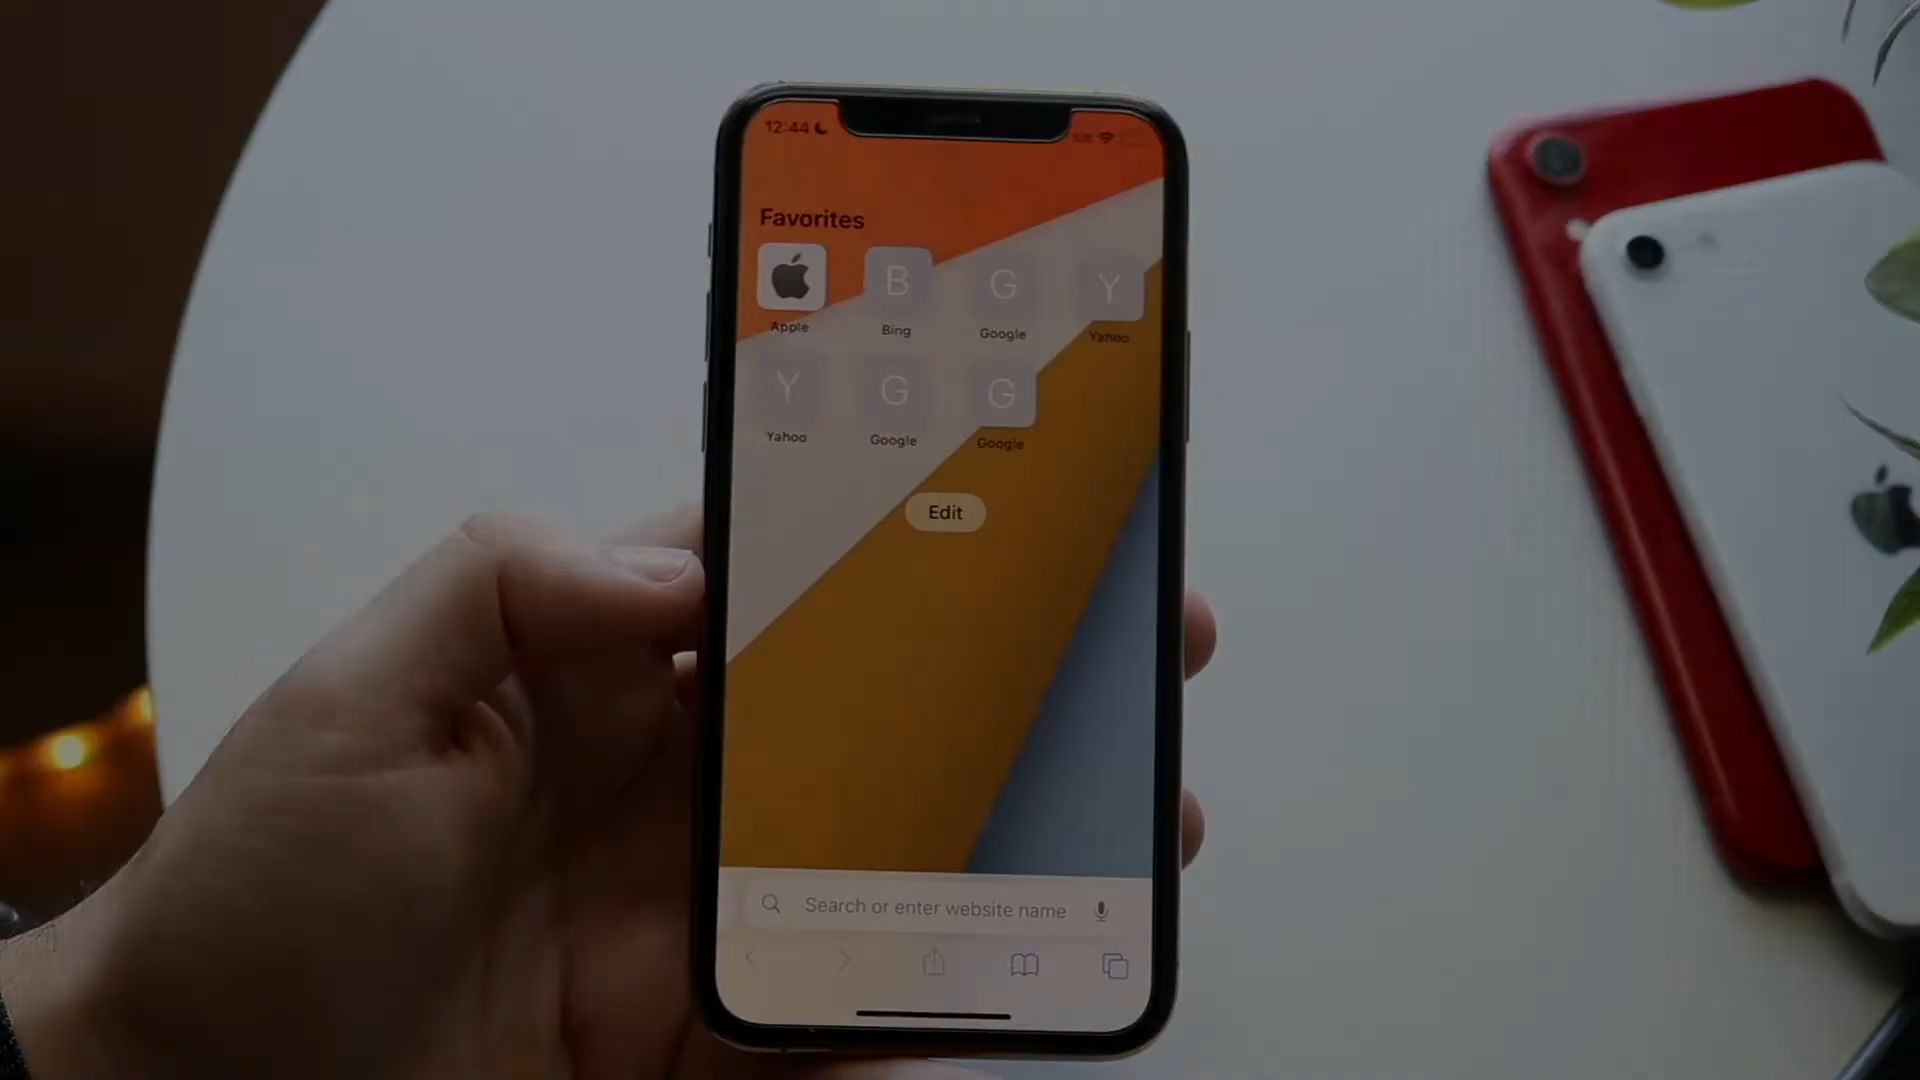 12:44
Favorites
B G Y
Apple Bing Google Yahoo
Y G G
Yahoo Google Google
Edit
Search or enter website name